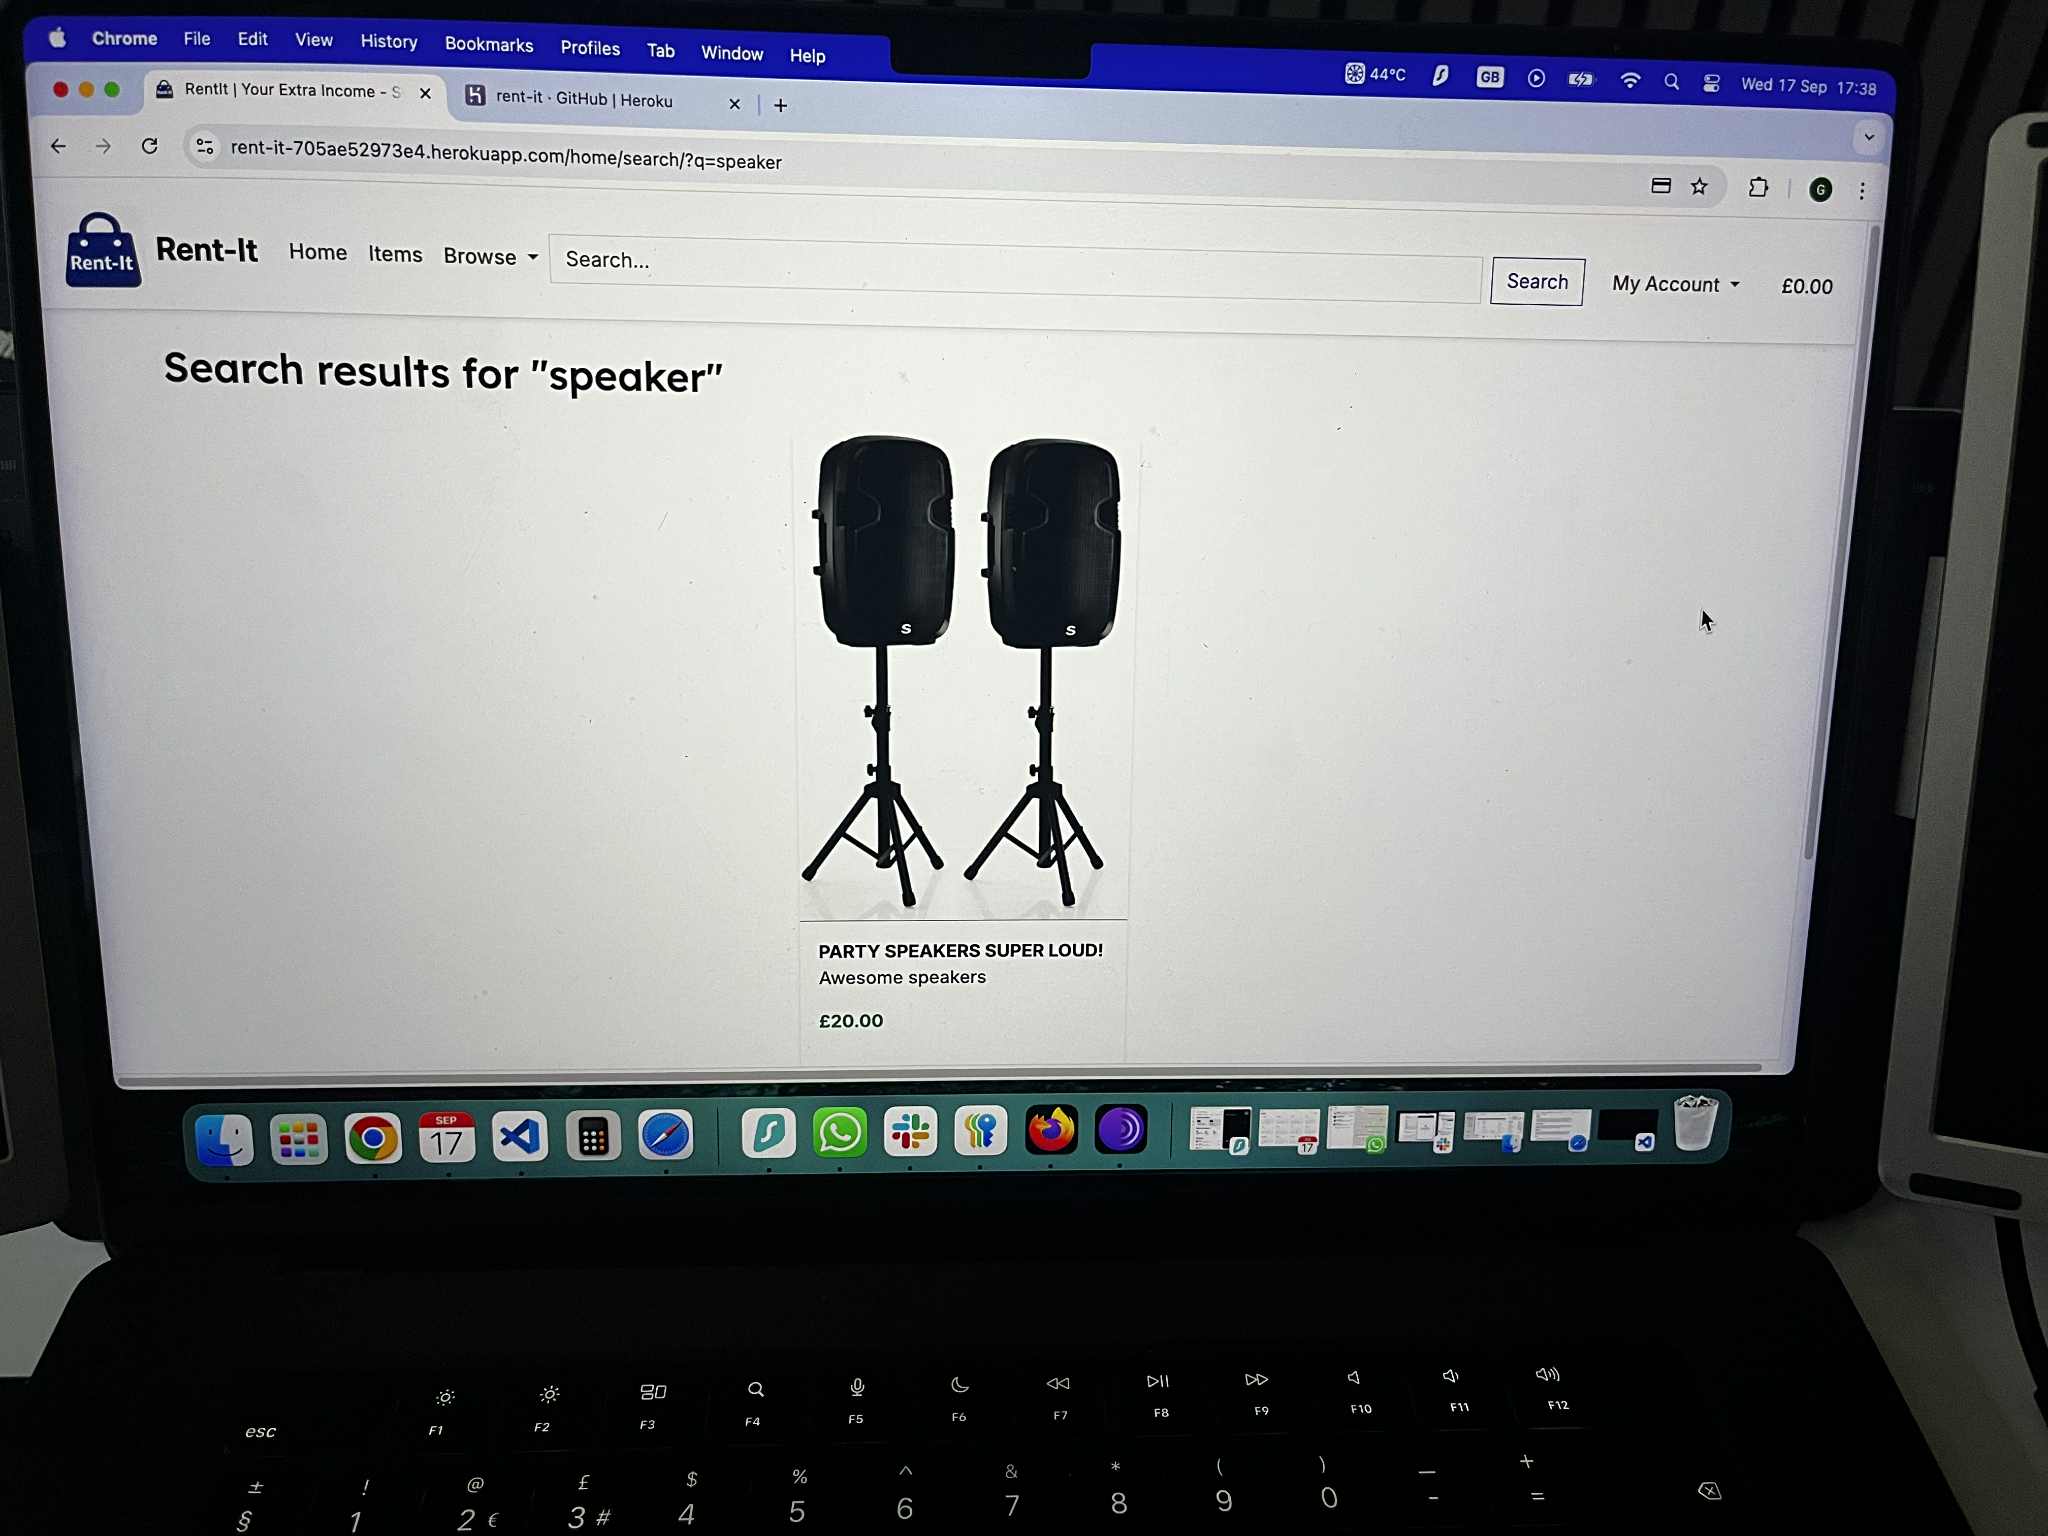 Chrome File Edit View History Bookmarks Profiles Tab Window Help 44°C GB Wed 17 Sep 17:38
RentIt | Your Extra Income - S rent-it · GitHub | Heroku
rent-it-705ae52973e4.herokuapp.com/home/search/?q=speaker
G
Rent-It Rent-It Home Items Browse Search... Search My Account £0.00
Search results for "speaker"
S S
PARTY SPEAKERS SUPER LOUD!
Awesome speakers
£20.00
SEP
17
17
esc F1 F2 F3 F4 F5 F6 F7 F8 F9 F10 F11 F12
± ! @ £ $ % ^ & * ( ) — +
§ 1 2 € 3 # 4 5 6 7 8 9 0 - =